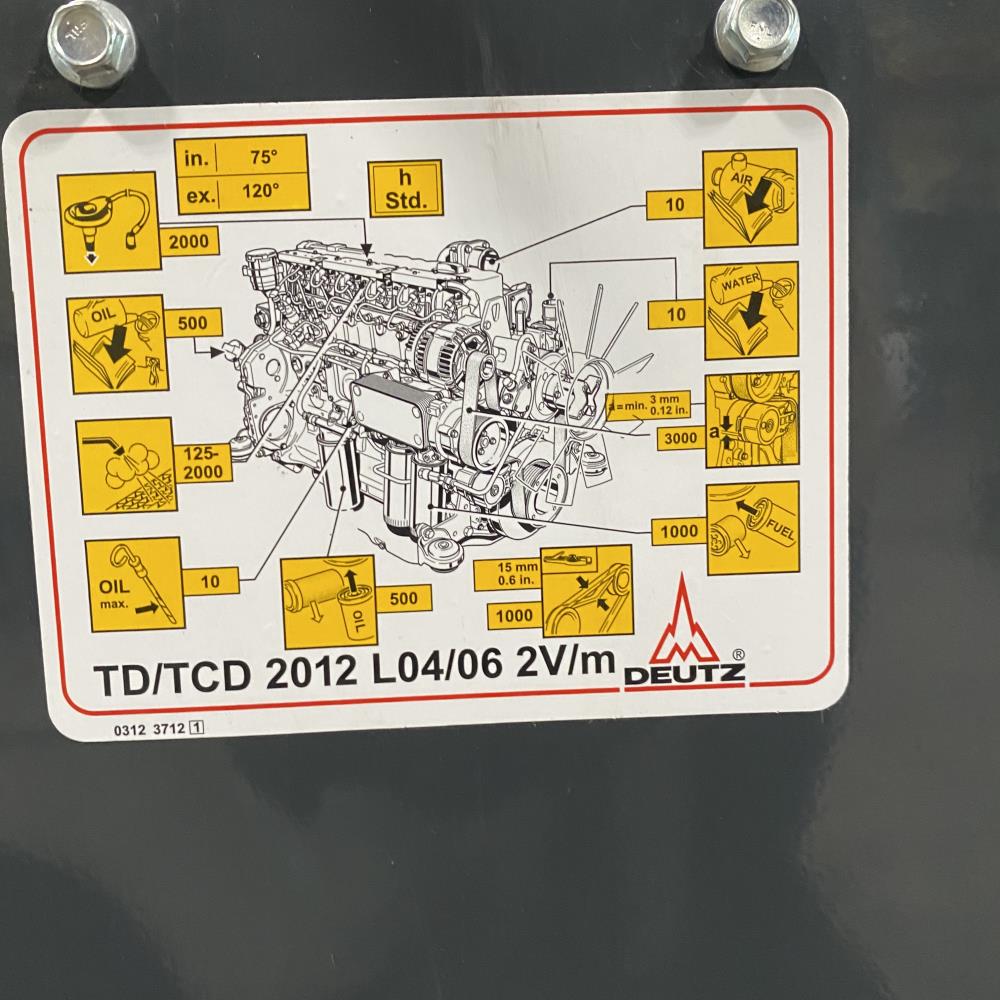 in. 75°
ex. 120°
h
Std.
2000
10
AIR
OIL
500
WATER
10
a=min. 3 mm
0.12 in.
3000
a
125-
2000
1000
FUEL
OIL
max.
10
OIL
500
15 mm
0.6 in.
1000
TD/TCD 2012 L04/06 2V/m
DEUTZ®
0312 3712 1